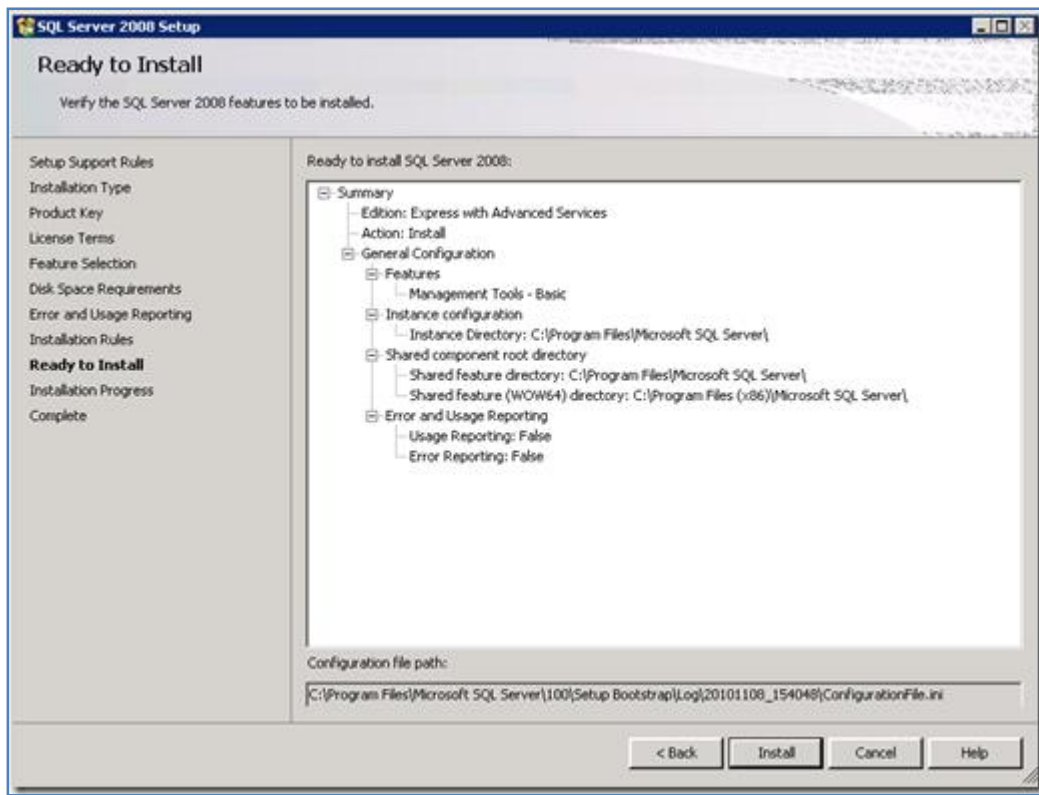 SQL Server 2008 Setup
Ready to Install
Verify the SQL Server 2008 features to be installed.
Setup Support Rules
Installation Type
Product Key
License Terms
Feature Selection
Disk Space Requirements
Error and Usage Reporting
Installation Rules
Ready to Install
Installation Progress
Complete
Ready to install SQL Server 2008:
Summary
Edition: Express with Advanced Services
Action: Install
General Configuration
Features
Management Tools - Basic
Instance configuration
Instance Directory: C:\Program Files\Microsoft SQL Server\
Shared component root directory
Shared feature directory: C:\Program Files\Microsoft SQL Server\
Shared feature (WOW64) directory: C:\Program Files (x86)\Microsoft SQL Server\
Error and Usage Reporting
Usage Reporting: False
Error Reporting: False
Configuration file path:
C:\Program Files\Microsoft SQL Server\100\Setup Bootstrap\Log\20101108_154048\ConfigurationFile.ini
< Back Install Cancel Help